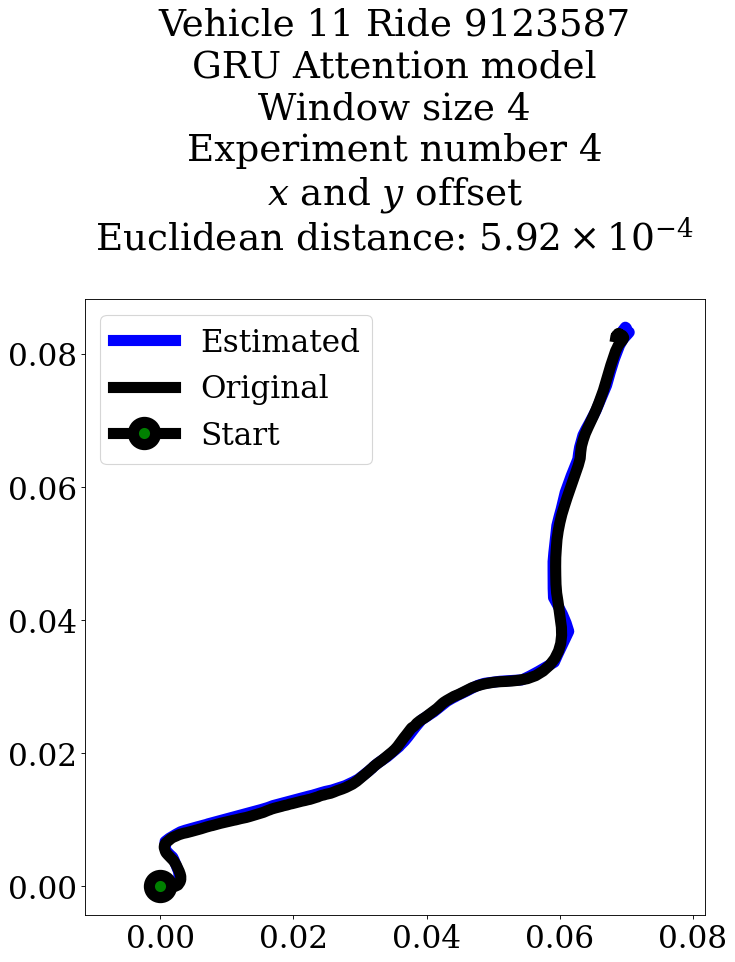 Vehicle 11 Ride 9123587
GRU Attention model
Window size 4
Experiment number 4
x and y offset
Euclidean distance: 5.92 × 10⁻⁴
Estimated
Original
Start
0.08
0.06
0.04
0.02
0.00
0.00 0.02 0.04 0.06 0.08